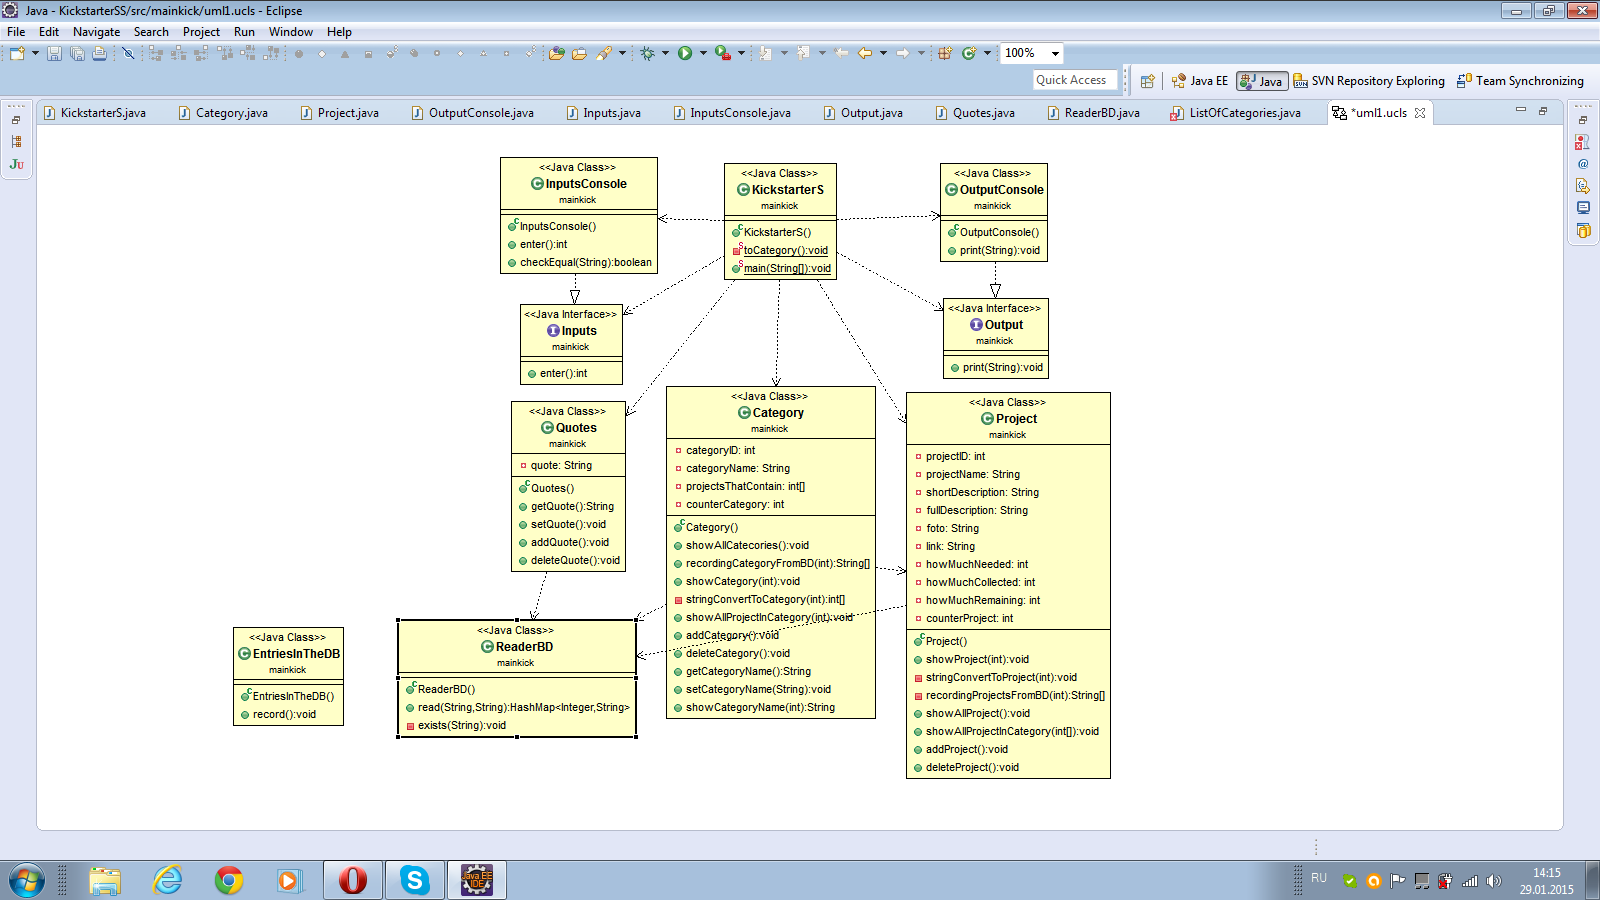 Java - KickstarterSS/src/mainkick/uml1.ucls - Eclipse
File Edit Navigate Search Project Run Window Help
100%
Quick Access
Java EE
Java
SVN Repository Exploring
Team Synchronizing
KickstarterS.java
Category.java
Project.java
OutputConsole.java
Inputs.java
InputsConsole.java
Output.java
Quotes.java
ReaderBD.java
ListOfCategories.java
*uml1.ucls
<<Java Class>>
InputsConsole
mainkick
InputsConsole()
enter():int
checkEqual(String):boolean
<<Java Class>>
KickstarterS
mainkick
KickstarterS()
toCategory():void
main(String[]):void
<<Java Class>>
OutputConsole
mainkick
OutputConsole()
print(String):void
<<Java Interface>>
Inputs
mainkick
enter():int
<<Java Interface>>
Output
mainkick
print(String):void
<<Java Class>>
Quotes
mainkick
quote: String
Quotes()
getQuote():String
setQuote():void
addQuote():void
deleteQuote():void
<<Java Class>>
Category
mainkick
categoryID: int
categoryName: String
projectsThatContain: int[]
counterCategory: int
Category()
showAllCatecories():void
recordingCategoryFromBD(int):String[]
showCategory(int):void
stringConvertToCategory(int):int[]
showAllProjectInCategory(int):void
addCategory():void
deleteCategory():void
getCategoryName():String
setCategoryName(String):void
showCategoryName(int):String
<<Java Class>>
Project
mainkick
projectID: int
projectName: String
shortDescription: String
fullDescription: String
foto: String
link: String
howMuchNeeded: int
howMuchCollected: int
howMuchRemaining: int
counterProject: int
Project()
showProject(int):void
stringConvertToProject(int):void
recordingProjectsFromBD(int):String[]
showAllProject():void
showAllProjectInCategory(int[]):void
addProject():void
deleteProject():void
<<Java Class>>
EntriesInTheDB
mainkick
EntriesInTheDB()
record():void
<<Java Class>>
ReaderBD
mainkick
ReaderBD()
read(String,String):HashMap<Integer,String>
exists(String):void
Java EE
IDE
RU
14:15
29.01.2015